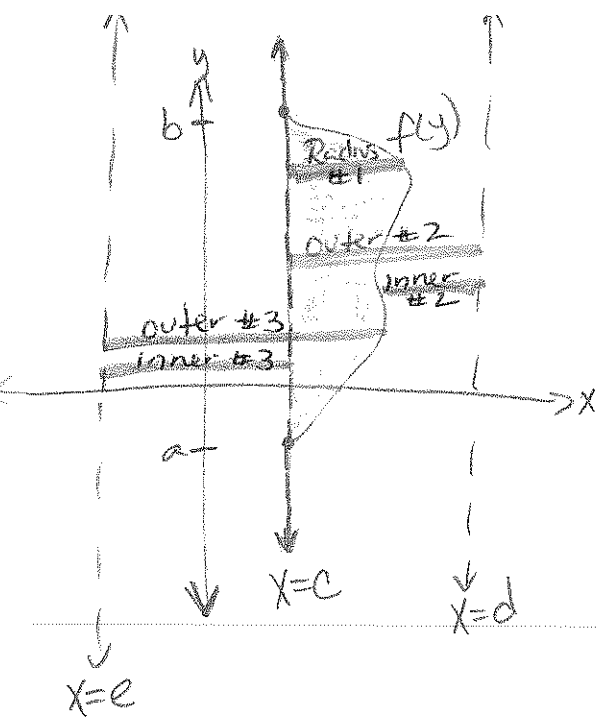 y
b
f(y)
Radius
#1
outer #2
inner
#2
outer #3
inner #3
x
a
x=c
x=d
x=e